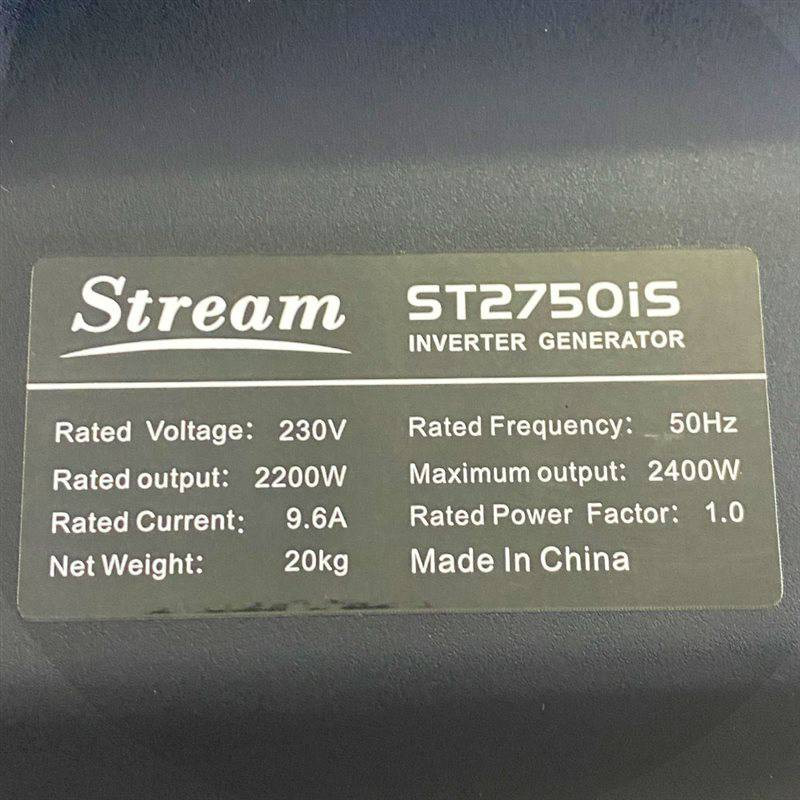 Stream ST2750iS
INVERTER GENERATOR
Rated Voltage: 230V Rated Frequency: 50Hz
Rated output: 2200W Maximum output: 2400W
Rated Current: 9.6A Rated Power Factor: 1.0
Net Weight: 20kg Made In China